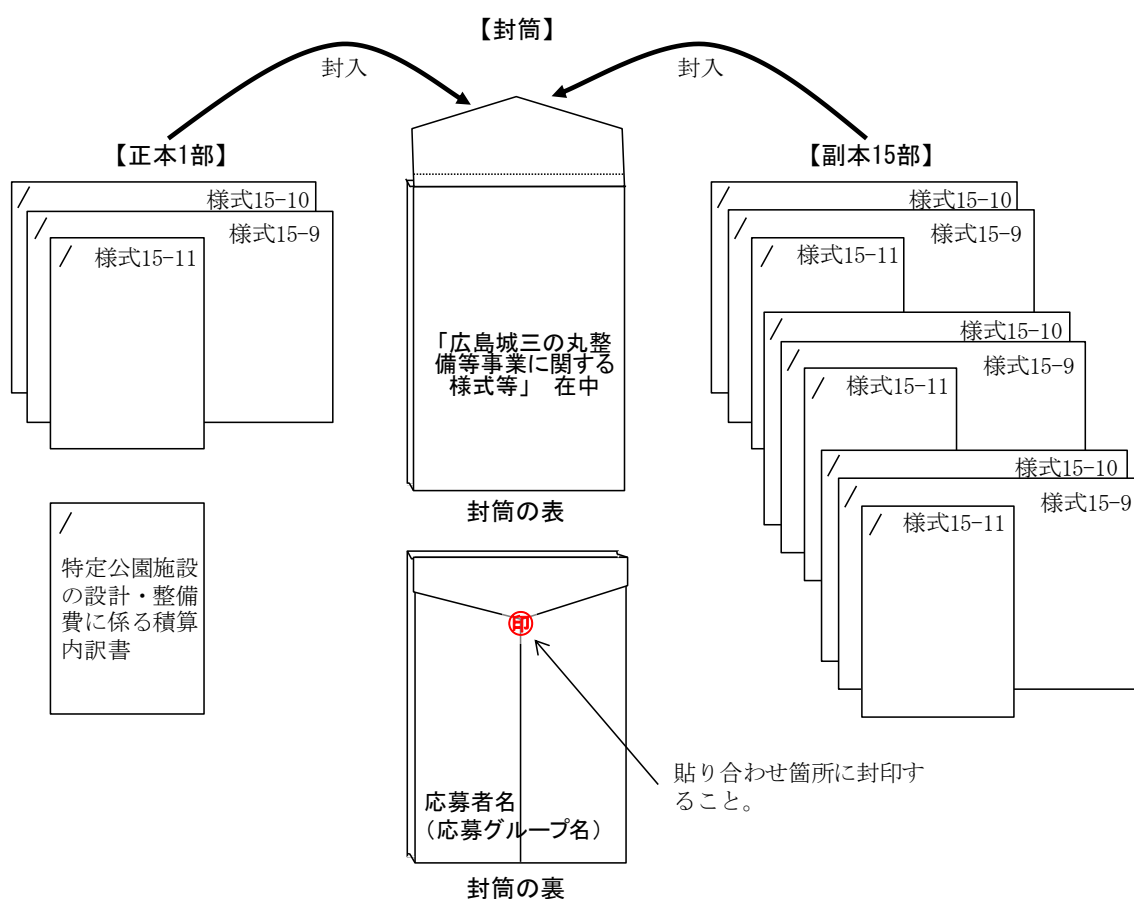 【封筒】
封入
封入
【正本1部】
【副本15部】
様式15-10
様式15-9
様式15-11
特定公園施設
の設計・整備
費に係る積算
内訳書
「広島城三の丸整
備等事業に関する
様式等」 在中
封筒の表
様式15-10
様式15-9
様式15-11
様式15-10
様式15-9
様式15-11
様式15-10
様式15-9
様式15-11
印
貼り合わせ箇所に封印す
ること。
応募者名
（応募グループ名）
封筒の裏